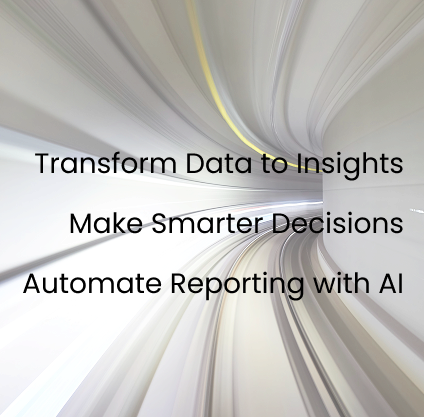 Transform Data to Insights
Make Smarter Decisions
Automate Reporting with AI